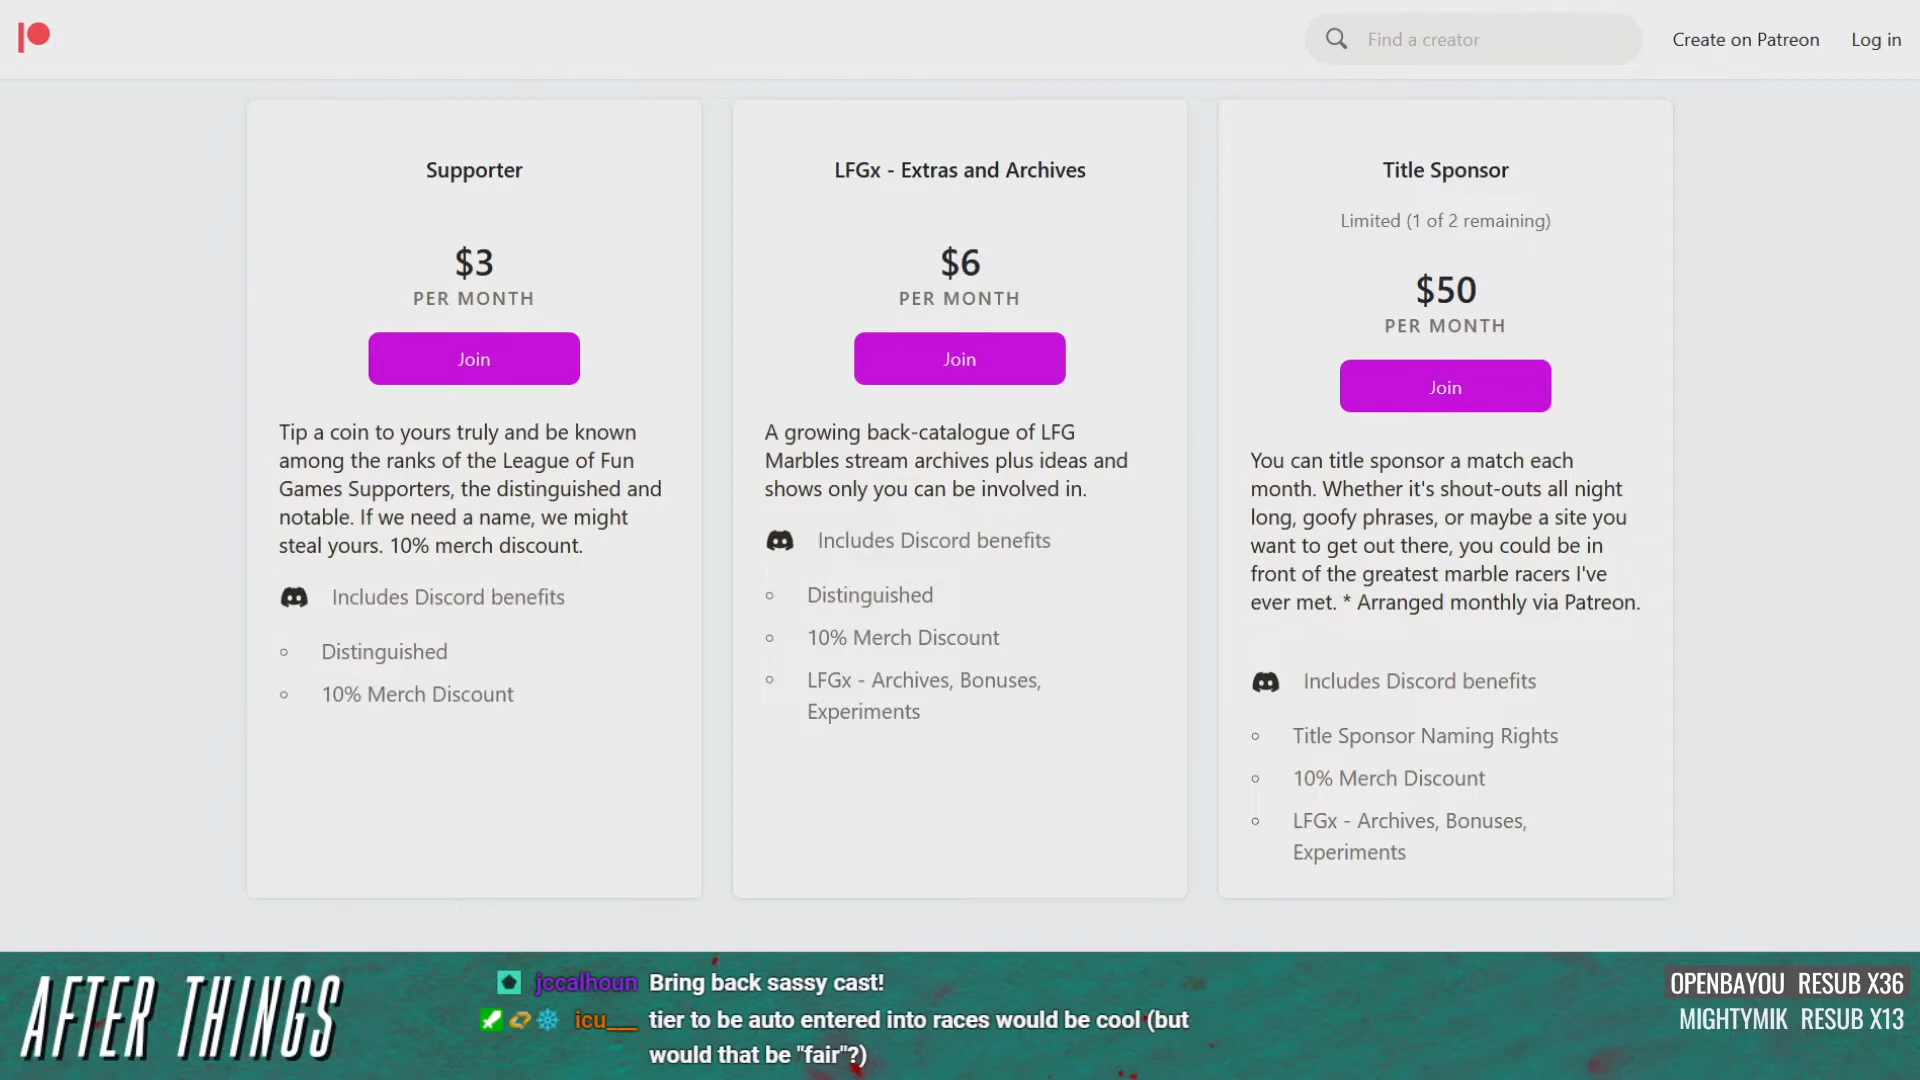 Find a creator
Create on Patreon
Log in
Supporter
$3
PER MONTH
Join
Tip a coin to yours truly and be known
among the ranks of the League of Fun
Games Supporters, the distinguished and
notable. If we need a name, we might
steal yours. 10% merch discount.
Includes Discord benefits
Distinguished
10% Merch Discount
LFGx - Extras and Archives
$6
PER MONTH
Join
A growing back-catalogue of LFG
Marbles stream archives plus ideas and
shows only you can be involved in.
Includes Discord benefits
Distinguished
10% Merch Discount
LFGx - Archives, Bonuses,
Experiments
Title Sponsor
Limited (1 of 2 remaining)
$50
PER MONTH
Join
You can title sponsor a match each
month. Whether it's shout-outs all night
long, goofy phrases, or maybe a site you
want to get out there, you could be in
front of the greatest marble racers I've
ever met. * Arranged monthly via Patreon.
Includes Discord benefits
Title Sponsor Naming Rights
10% Merch Discount
LFGx - Archives, Bonuses,
Experiments
AFTER THINGS
jccalhoun Bring back sassy cast!
icu___ tier to be auto entered into races would be cool (but
would that be "fair"?)
OPENBAYOU RESUB X36
MIGHTYMIK RESUB X13